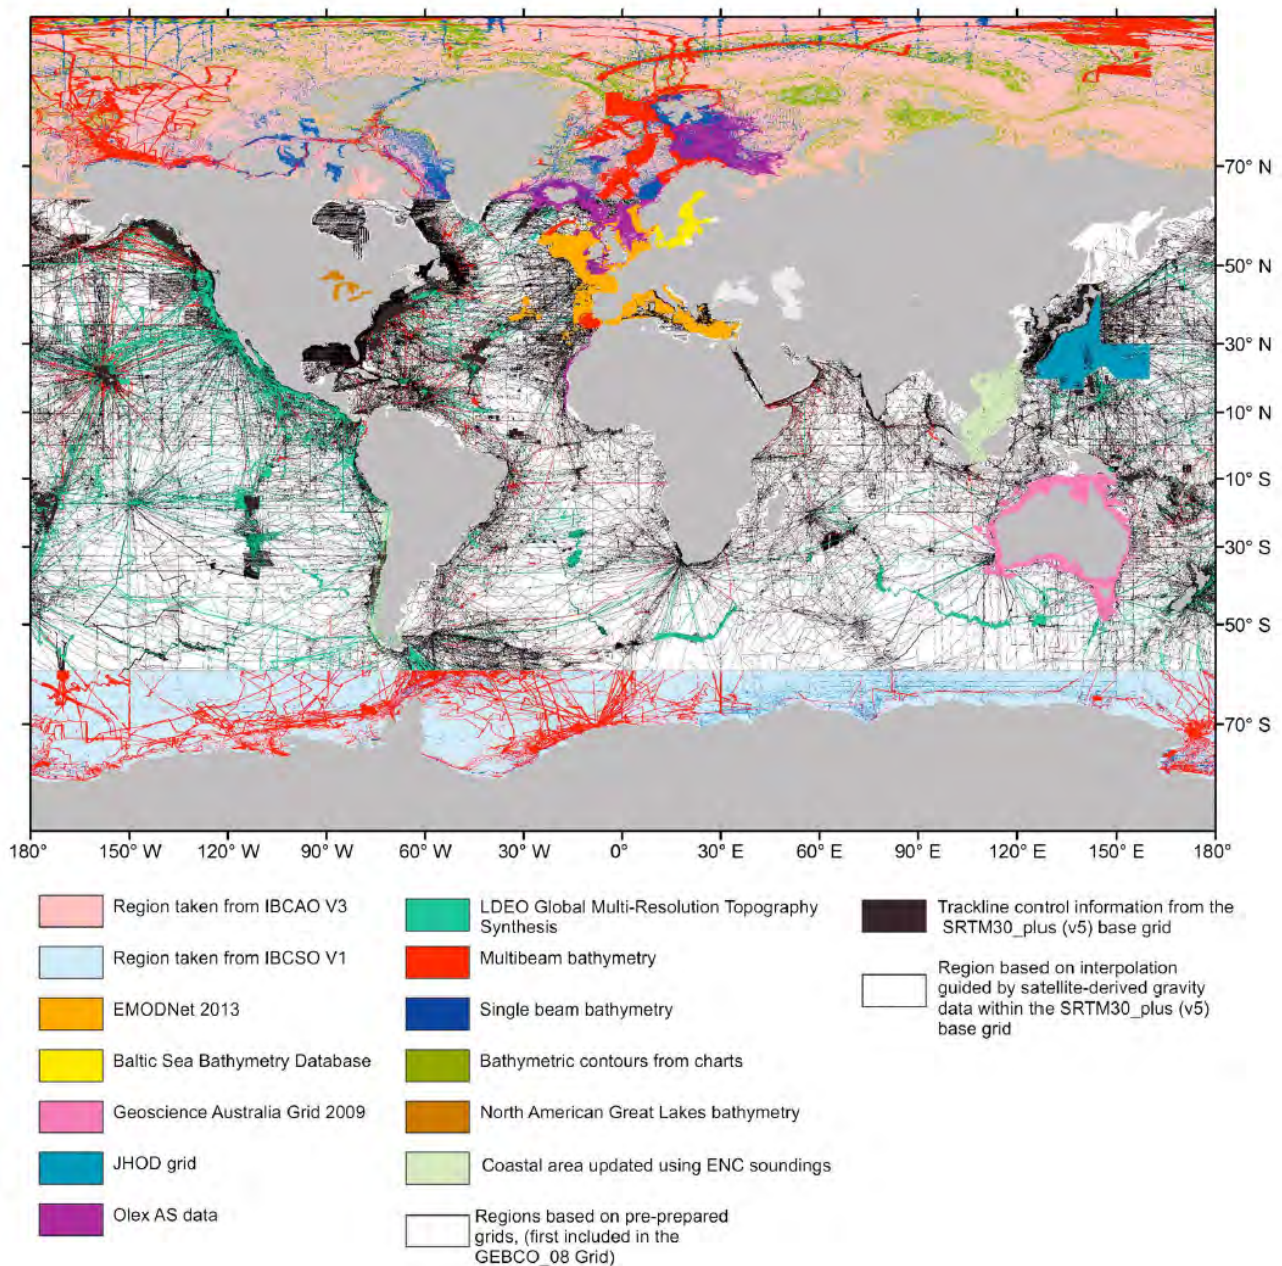 70° N
50° N
30° N
10° N
10° S
30° S
50° S
70° S
180°
150° W
120° W
90° W
60° W
30° W
0°
30° E
60° E
90° E
120° E
150° E
180°
Region taken from IBCAO V3
Region taken from IBCSO V1
EMODNet 2013
Baltic Sea Bathymetry Database
Geoscience Australia Grid 2009
JHOD grid
Olex AS data
LDEO Global Multi-Resolution Topography
Synthesis
Multibeam bathymetry
Single beam bathymetry
Bathymetric contours from charts
North American Great Lakes bathymetry
Coastal area updated using ENC soundings
Regions based on pre-prepared
grids, (first included in the
GEBCO_08 Grid)
Trackline control information from the
SRTM30_plus (v5) base grid
Region based on interpolation
guided by satellite-derived gravity
data within the SRTM30_plus (v5)
base grid